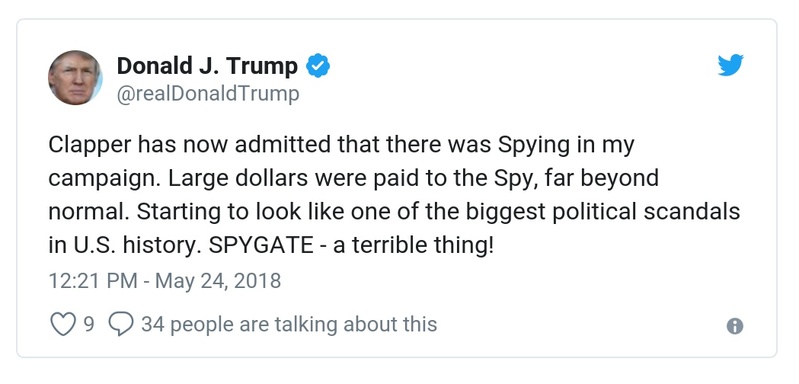 Donald J. Trump
@realDonaldTrump
Clapper has now admitted that there was Spying in my
campaign. Large dollars were paid to the Spy, far beyond
normal. Starting to look like one of the biggest political scandals
in U.S. history. SPYGATE - a terrible thing!
12:21 PM - May 24, 2018
9 34 people are talking about this